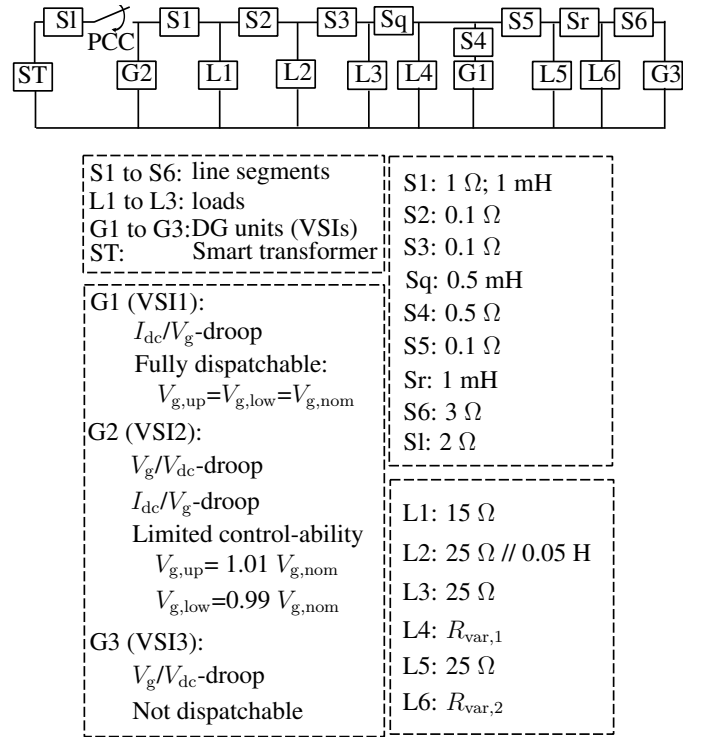 Sl S1 S2 S3 Sq S5 Sr S6
PCC S4
ST G2 L1 L2 L3 L4 G1 L5 L6 G3
S1 to S6: line segments
L1 to L3: loads
G1 to G3:DG units (VSIs)
ST: Smart transformer
G1 (VSI1):
I_dc/V_g-droop
Fully dispatchable:
V_g,up=V_g,low=V_g,nom
G2 (VSI2):
V_g/V_dc-droop
I_dc/V_g-droop
Limited control-ability
V_g,up= 1.01 V_g,nom
V_g,low=0.99 V_g,nom
G3 (VSI3):
V_g/V_dc-droop
Not dispatchable
S1: 1 Ω; 1 mH
S2: 0.1 Ω
S3: 0.1 Ω
Sq: 0.5 mH
S4: 0.5 Ω
S5: 0.1 Ω
Sr: 1 mH
S6: 3 Ω
Sl: 2 Ω
L1: 15 Ω
L2: 25 Ω // 0.05 H
L3: 25 Ω
L4: R_var,1
L5: 25 Ω
L6: R_var,2